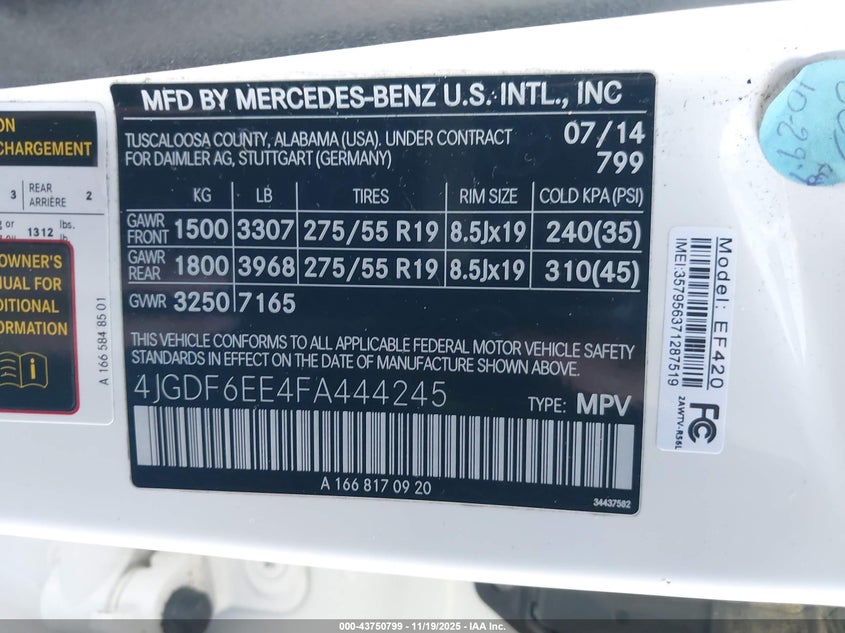 ON
CHARGEMENT
3 REAR ARRIÈRE 2
1312 lbs.
OWNER'S
NUAL FOR
DITIONAL
ORMATION
A 166 584 85 01
MFD BY MERCEDES-BENZ U.S. INTL., INC
TUSCALOOSA COUNTY, ALABAMA (USA). UNDER CONTRACT
FOR DAIMLER AG, STUTTGART (GERMANY)
07/14
799
KG LB TIRES RIM SIZE COLD KPA (PSI)
GAWR FRONT 1500 3307 275/55 R19 8.5Jx19 240(35)
GAWR REAR 1800 3968 275/55 R19 8.5Jx19 310(45)
GVWR 3250 7165
THIS VEHICLE CONFORMS TO ALL APPLICABLE FEDERAL MOTOR VEHICLE SAFETY
STANDARDS IN EFFECT ON THE DATE OF MANUFACTURE SHOWN ABOVE.
4JGDF6EE4FA444245
TYPE: MPV
A 166 817 09 20
34437582
Model: EF420
IMEI:357956371287519
FC
2AWTV-R56L
000-43750799 - 11/19/2025 - IAA Inc.